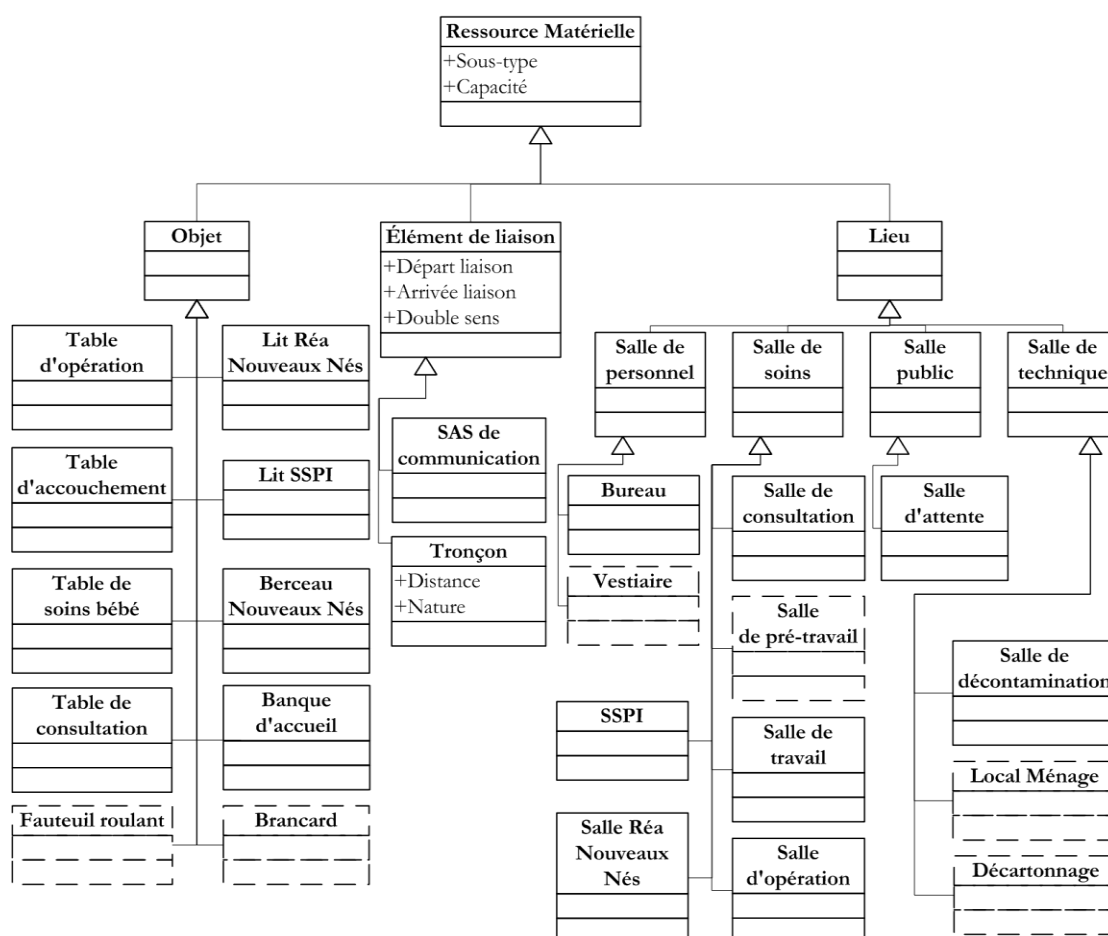 Ressource Matérielle
+Sous-type
+Capacité
Objet
Élément de liaison
+Départ liaison
+Arrivée liaison
+Double sens
Lieu
Table
d'opération
Lit Réa
Nouveaux Nés
Table
d'accouchement
Lit SSPI
Table de
soins bébé
Berceau
Nouveaux Nés
Table de
consultation
Banque
d'accueil
Fauteuil roulant
Brancard
SAS de
communication
Tronçon
+Distance
+Nature
Salle de
personnel
Salle de
soins
Salle
public
Salle de
technique
Bureau
Vestiaire
Salle de
consultation
Salle
de pré-travail
SSPI
Salle de
travail
Salle Réa
Nouveaux
Nés
Salle
d'opération
Salle
d'attente
Salle de
décontamination
Local Ménage
Décartonnage